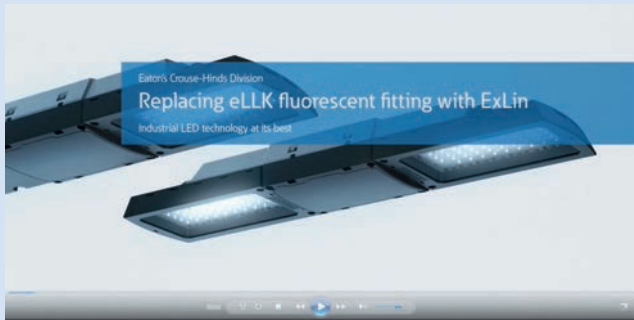 Eaton's Crouse-Hinds Division
Replacing eLLK fluorescent fitting with ExLin
Industrial LED technology at its best